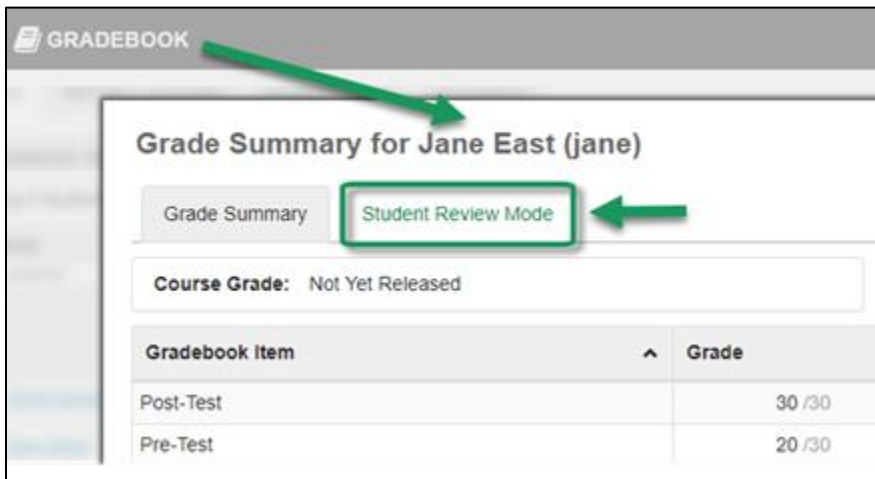 GRADEBOOK
Grade Summary for Jane East (jane)
Grade Summary Student Review Mode
Course Grade: Not Yet Released
Gradebook Item Grade
Post-Test 30 /30
Pre-Test 20 /30